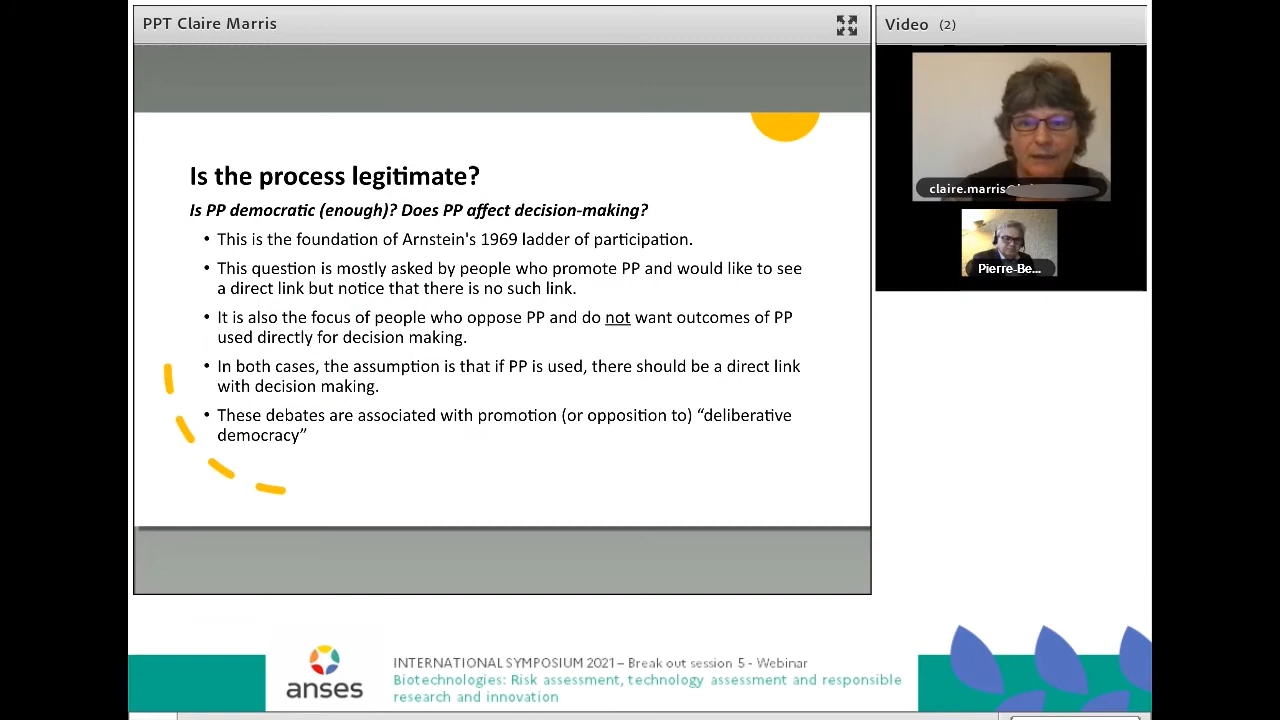 PPT Claire Marris
Video (2)
Is the process legitimate?
Is PP democratic (enough)? Does PP affect decision-making?
• This is the foundation of Arnstein's 1969 ladder of participation.
• This question is mostly asked by people who promote PP and would like to see
a direct link but notice that there is no such link.
• It is also the focus of people who oppose PP and do not want outcomes of PP
used directly for decision making.
• In both cases, the assumption is that if PP is used, there should be a direct link
with decision making.
• These debates are associated with promotion (or opposition to) “deliberative
democracy”
claire.marris
Pierre-Be...
anses
INTERNATIONAL SYMPOSIUM 2021 – Break out session 5 - Webinar
Biotechnologies: Risk assessment, technology assessment and responsible
research and innovation